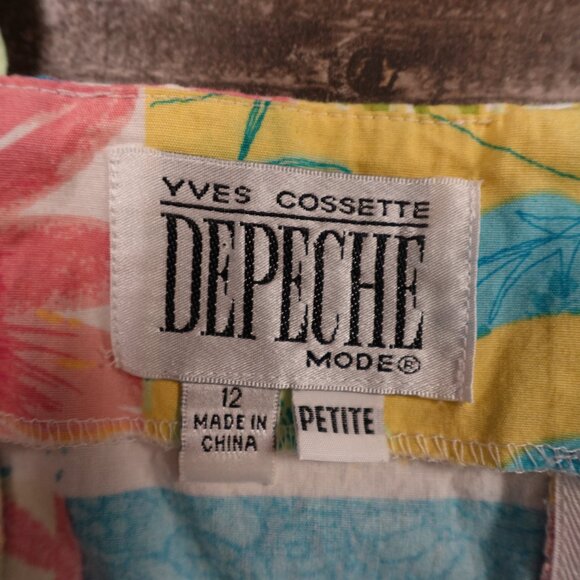 YVES COSSETTE
DEPECHE
MODE®
12
MADE IN
CHINA
PETITE